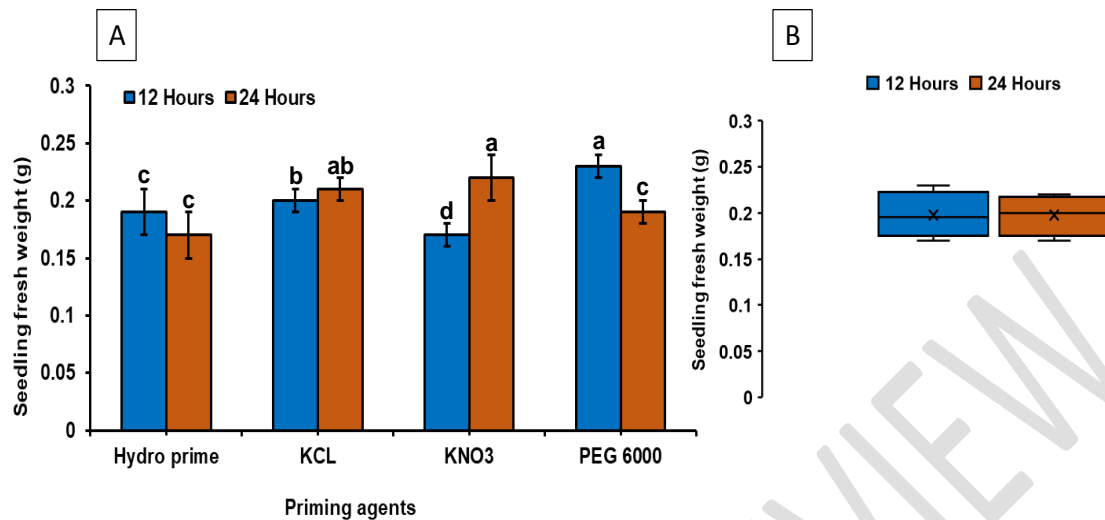 A
B
12 Hours 24 Hours
12 Hours 24 Hours
Seedling fresh weight (g)
0.3
0.25
0.2
0.15
0.1
0.05
0
c
c
b
ab
d
a
a
c
Hydro prime KCL KNO3 PEG 6000
Priming agents
Seedling fresh weight (g)
0.3
0.25
0.2
0.15
0.1
0.05
0
VIEW